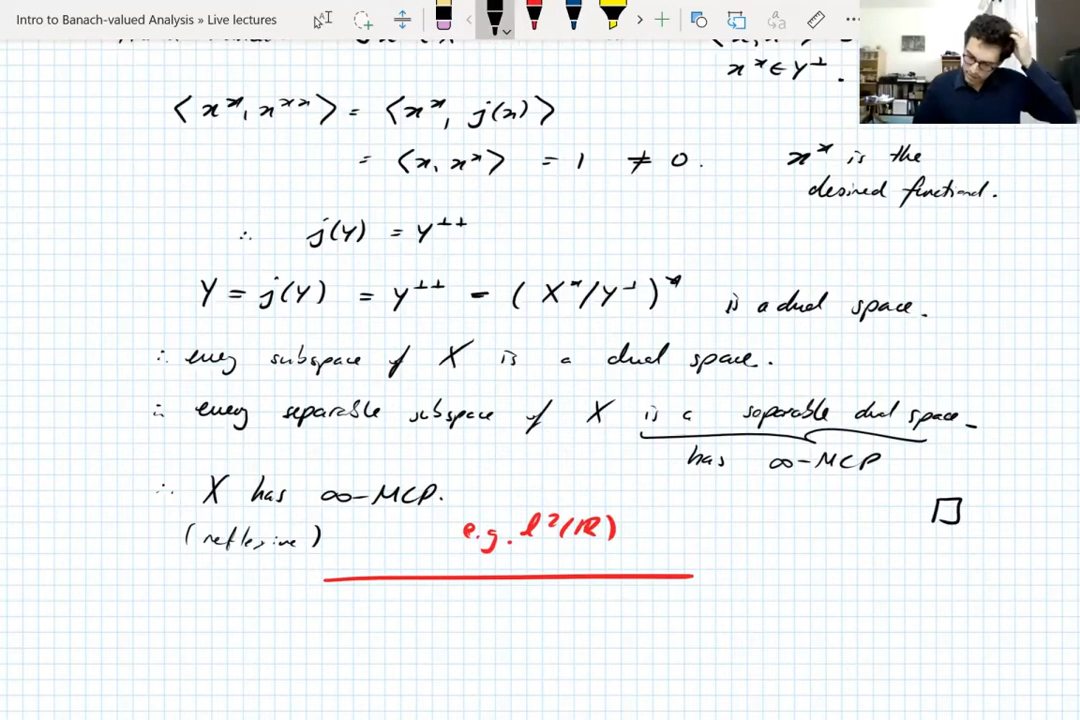 Intro to Banach-valued Analysis » Live lectures
x* ∈ Y⊥.
⟨x*, x**⟩ = ⟨x*, j(x)⟩
= ⟨x, x*⟩ = 1 ≠ 0.
x* is the
desired functional.
∴ j(Y) = Y⊥⊥
Y = j(Y) = Y⊥⊥ = (X*/Y⊥)* is a dual space.
∴ every subspace of X is a dual space.
∴ every separable subspace of X is a separable dual space.
has ∞-MCP
∴ X has ∞-MCP.
(reflexive)
e.g. ℓ²(ℝ)